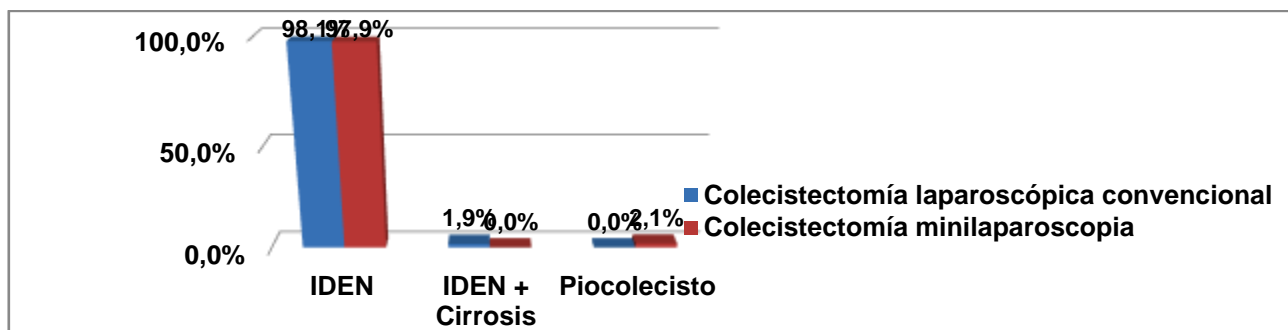 98,1%
97,9%
100,0%
50,0%
1,9%
0,0%
0,0%
2,1%
0,0%
Colecistectomía laparoscópica convencional
Colecistectomía minilaparoscopia
IDEN
IDEN +
Cirrosis
Piocolecisto